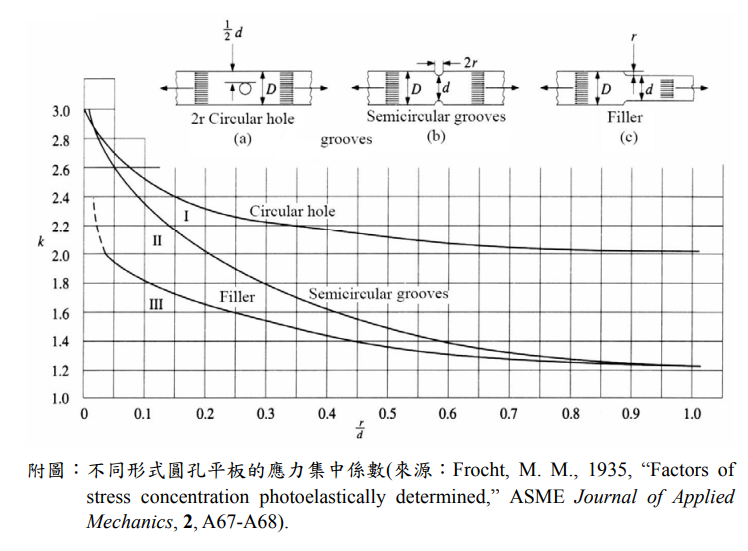 1/2 d
r
2r
D
D
d
D
d
2r Circular hole
Semicircular grooves
Filler
(a)
grooves
(b)
(c)
3.0
2.8
2.6
2.4
2.2
2.0
1.8
1.6
1.4
1.2
1.0
k
I
Circular hole
II
III
Filler
Semicircular grooves
0 0.1 0.2 0.3 0.4 0.5 0.6 0.7 0.8 0.9 1.0
r/d
附圖：不同形式圓孔平板的應力集中係數(來源：Frocht, M. M., 1935, “Factors of
stress concentration photoelastically determined,” ASME Journal of Applied
Mechanics, 2, A67-A68).